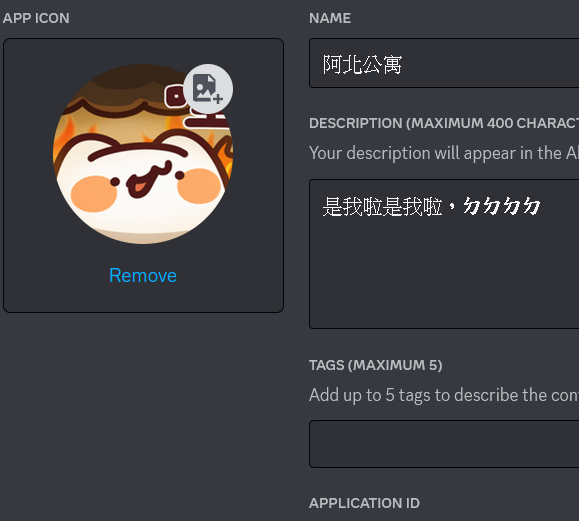 APP ICON
Remove
NAME
阿北公寓
DESCRIPTION (MAXIMUM 400 CHARACT
Your description will appear in the Al
是我啦是我啦，ㄉㄉㄉㄉ
TAGS (MAXIMUM 5)
Add up to 5 tags to describe the con
APPLICATION ID